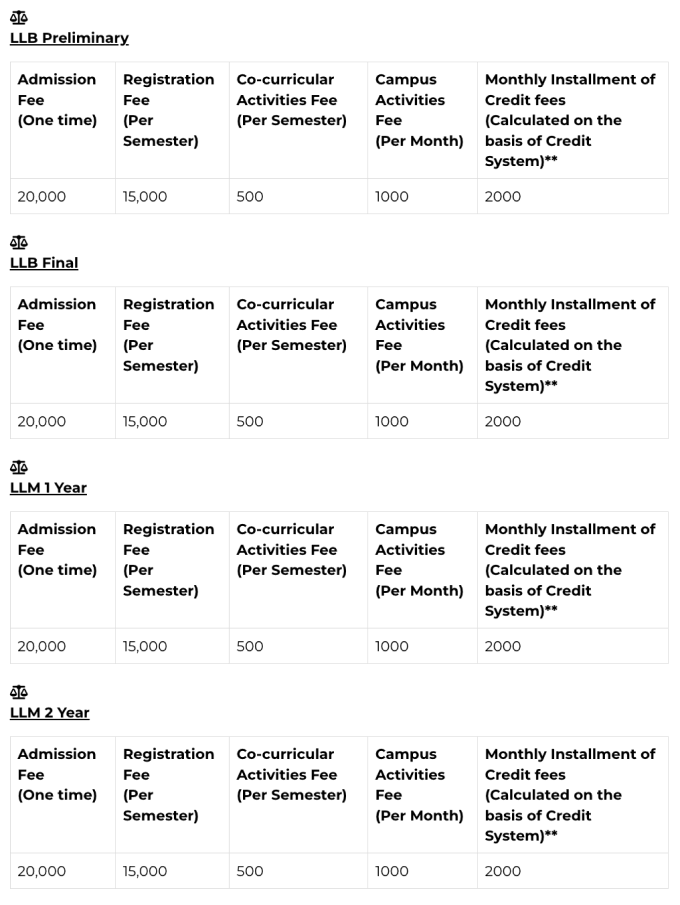 LLB Preliminary
Admission Fee (One time) Registration Fee (Per Semester) Co-curricular Activities Fee (Per Semester) Campus Activities Fee (Per Month) Monthly Installment of Credit fees (Calculated on the basis of Credit System)**
20,000 15,000 500 1000 2000
LLB Final
Admission Fee (One time) Registration Fee (Per Semester) Co-curricular Activities Fee (Per Semester) Campus Activities Fee (Per Month) Monthly Installment of Credit fees (Calculated on the basis of Credit System)**
20,000 15,000 500 1000 2000
LLM 1 Year
Admission Fee (One time) Registration Fee (Per Semester) Co-curricular Activities Fee (Per Semester) Campus Activities Fee (Per Month) Monthly Installment of Credit fees (Calculated on the basis of Credit System)**
20,000 15,000 500 1000 2000
LLM 2 Year
Admission Fee (One time) Registration Fee (Per Semester) Co-curricular Activities Fee (Per Semester) Campus Activities Fee (Per Month) Monthly Installment of Credit fees (Calculated on the basis of Credit System)**
20,000 15,000 500 1000 2000